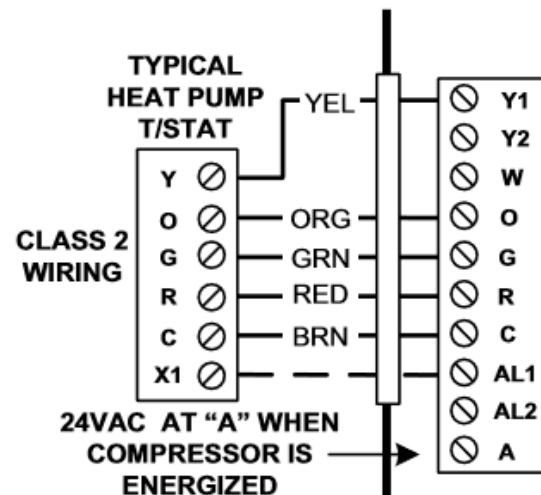 TYPICAL
HEAT PUMP
T/STAT
CLASS 2
WIRING
Y
O
G
R
C
X1
YEL
ORG
GRN
RED
BRN
Y1
Y2
W
O
G
R
C
AL1
AL2
A
24VAC AT “A” WHEN
COMPRESSOR IS
ENERGIZED